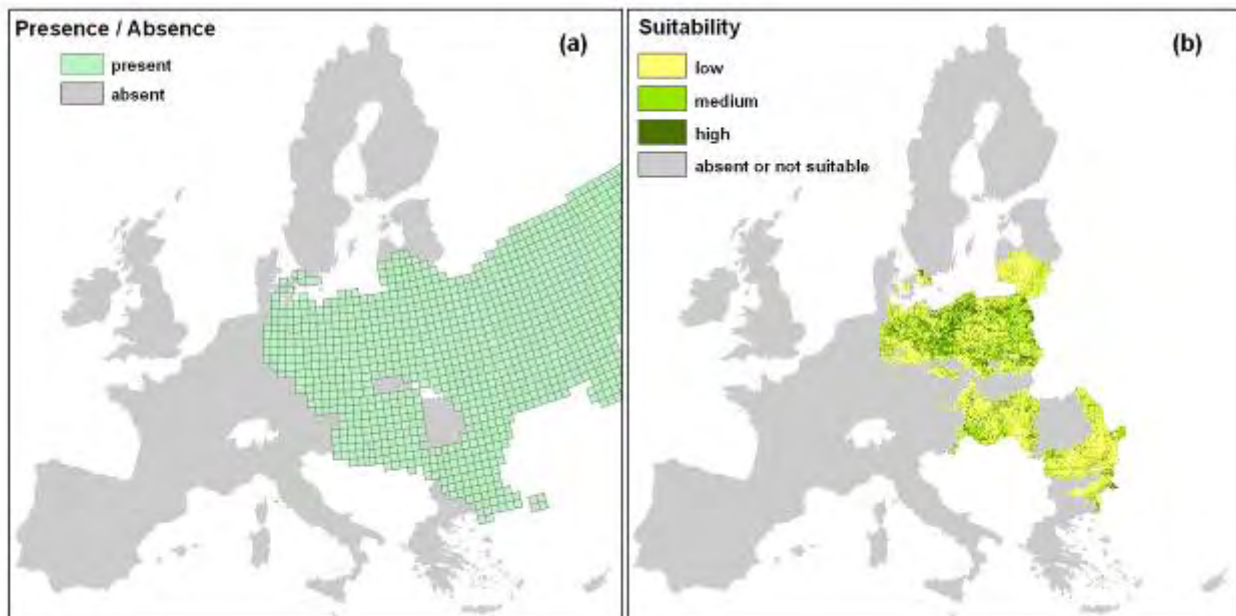 Presence / Absence
(a)
present
absent
Suitability
(b)
low
medium
high
absent or not suitable